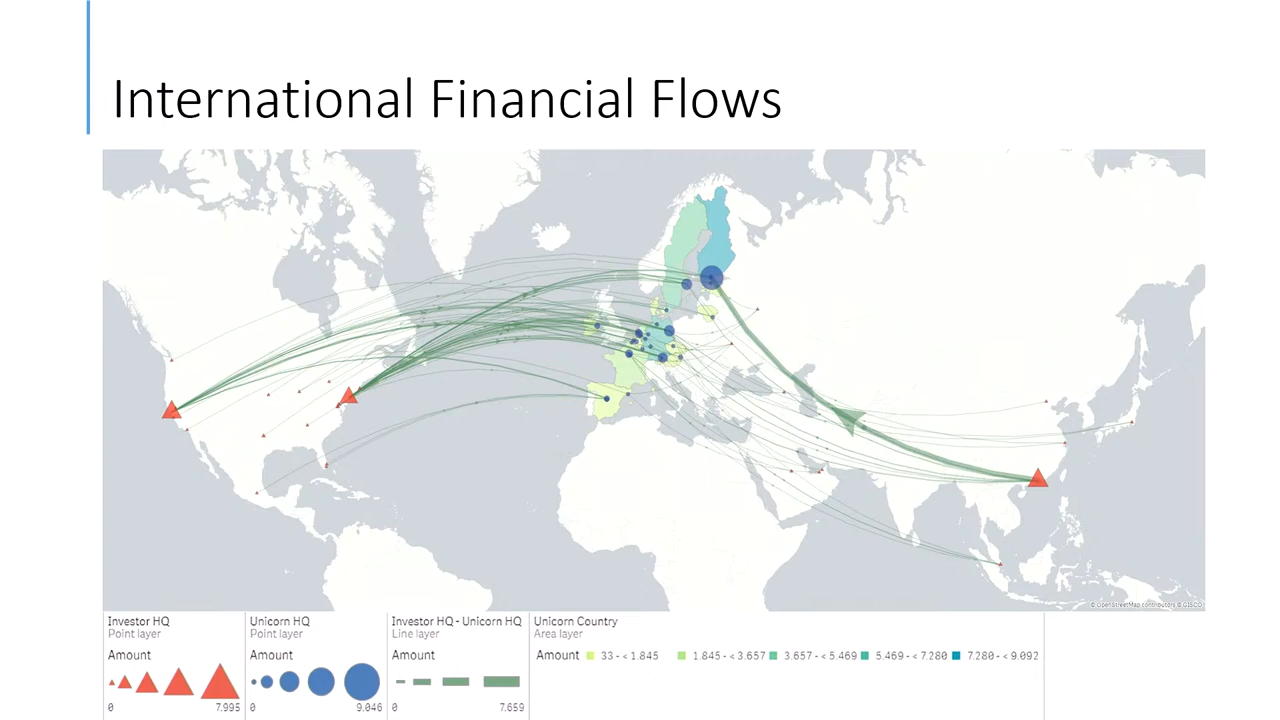 International Financial Flows
© OpenStreetMap contributors © GISCO
Investor HQ
Point layer
Amount
0 7.995
Unicorn HQ
Point layer
Amount
0 9.046
Investor HQ - Unicorn HQ
Line layer
Amount
0 7.659
Unicorn Country
Area layer
Amount 33 - < 1.845 1.845 - < 3.657 3.657 - < 5.469 5.469 - < 7.280 7.280 - < 9.092